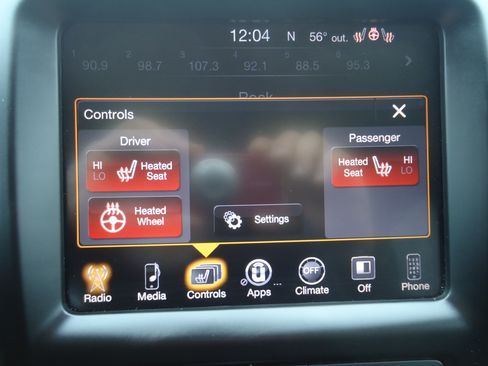 12:04 N 56° out.
1 90.9 2 98.7 3 107.3 4 92.1 5 88.5 6 95.3
Rock
Controls
Driver
HI LO Heated Seat
Heated Wheel
Settings
Passenger
Heated Seat HI LO
Radio Media Controls Apps ... Climate Off Phone
OFF